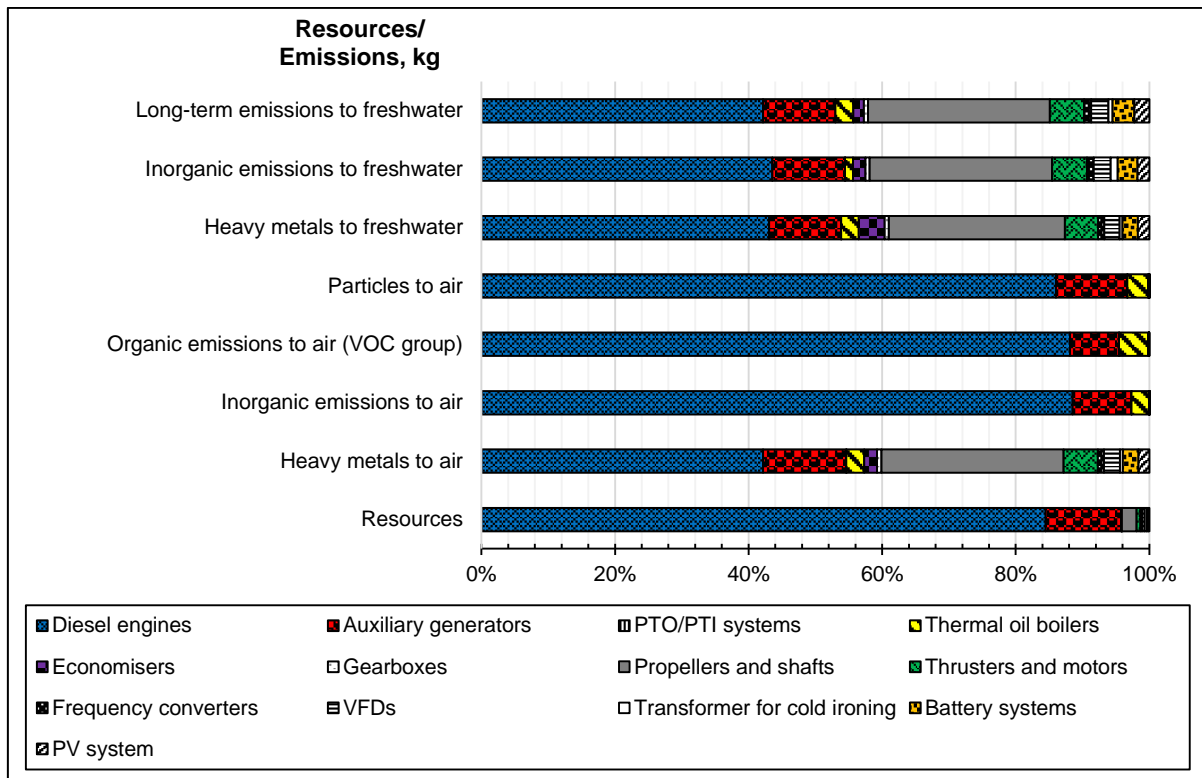 Resources/
Emissions, kg
Long-term emissions to freshwater
Inorganic emissions to freshwater
Heavy metals to freshwater
Particles to air
Organic emissions to air (VOC group)
Inorganic emissions to air
Heavy metals to air
Resources
0% 20% 40% 60% 80% 100%
Diesel engines Auxiliary generators PTO/PTI systems Thermal oil boilers
Economisers Gearboxes Propellers and shafts Thrusters and motors
Frequency converters VFDs Transformer for cold ironing Battery systems
PV system